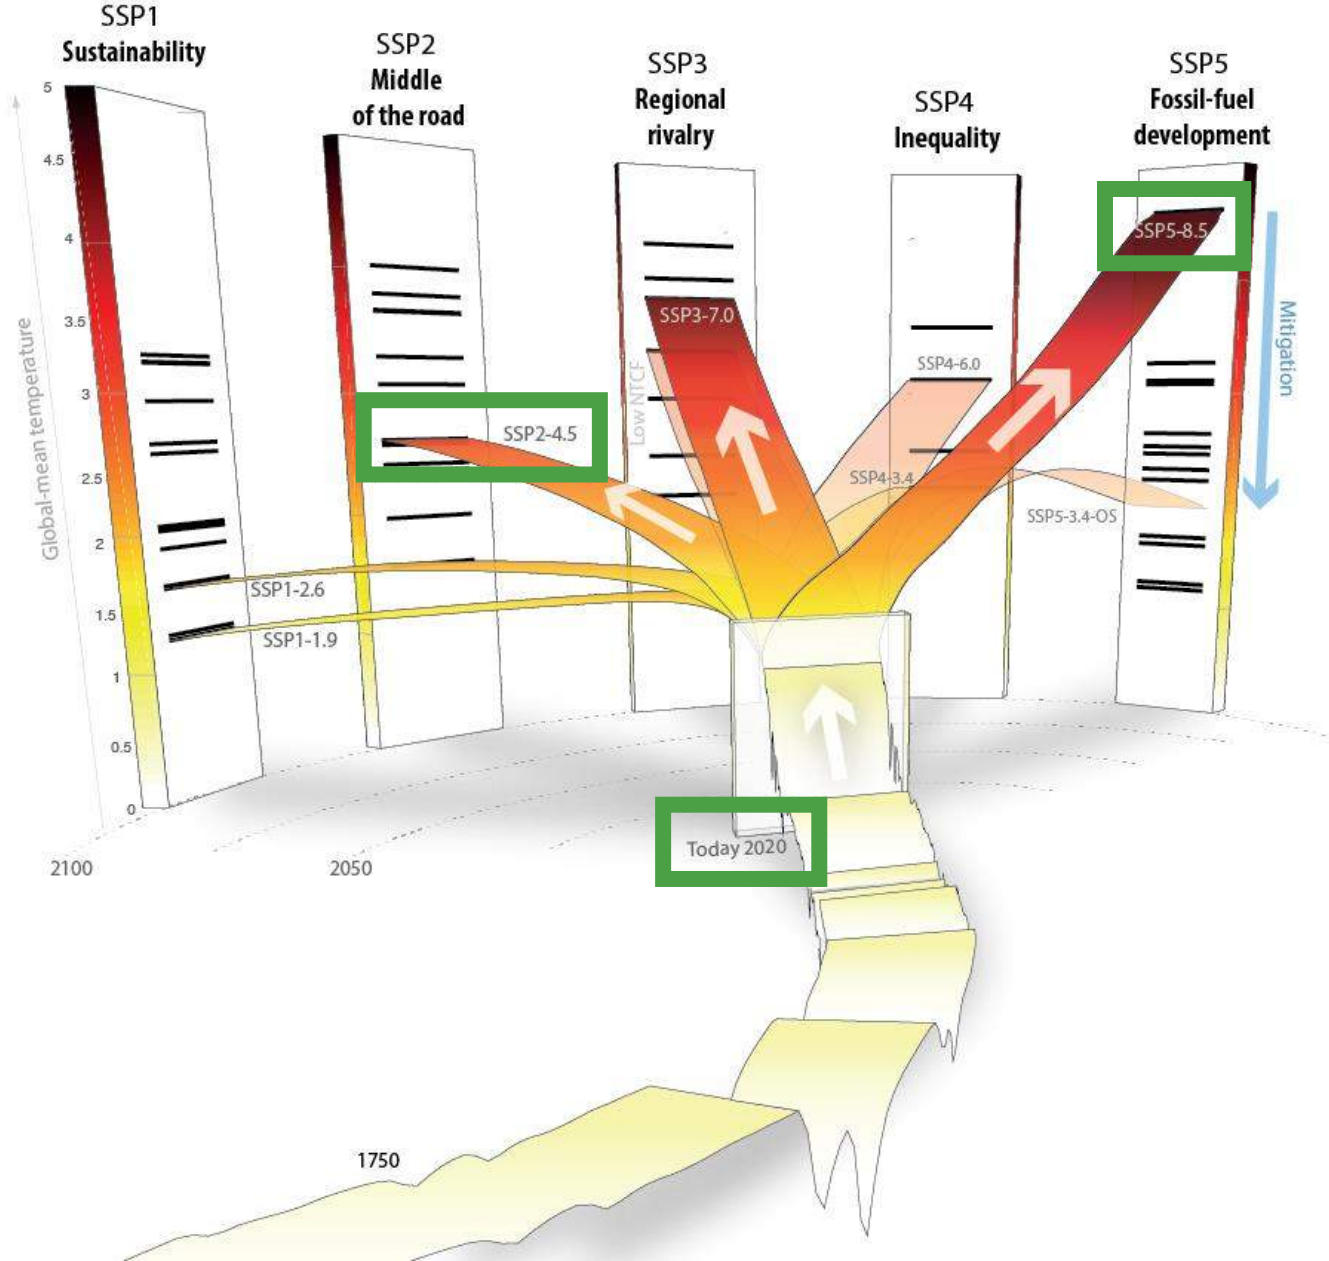 SSP1
Sustainability
SSP2
Middle
of the road
SSP3
Regional
rivalry
SSP4
Inequality
SSP5
Fossil-fuel
development
5
4.5
4
3.5
3
2.5
2
1.5
1
0.5
0
Global-mean temperature
SSP5-8.5
SSP3-7.0
Low NTCF
SSP4-6.0
SSP2-4.5
SSP4-3.4
SSP5-3.4-OS
SSP1-2.6
SSP1-1.9
Mitigation
Today 2020
2100
2050
1750